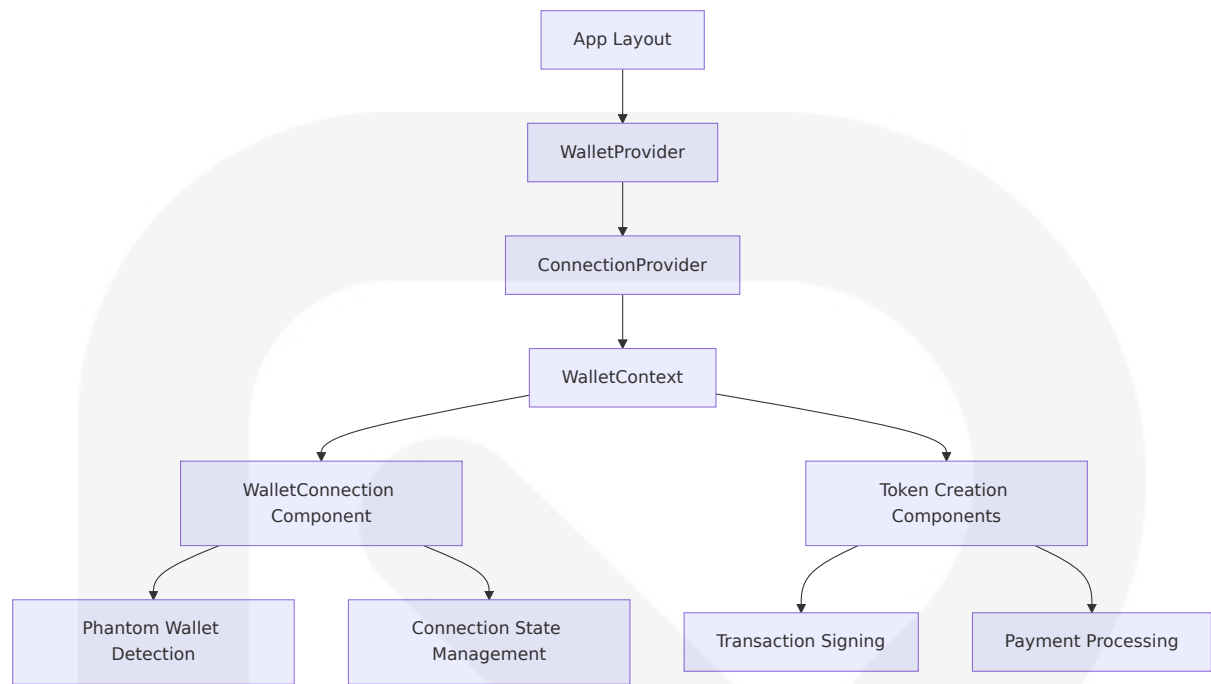 App Layout
WalletProvider
ConnectionProvider
WalletContext
WalletConnection
Component
Token Creation
Components
Phantom Wallet
Detection
Connection State
Management
Transaction Signing
Payment Processing